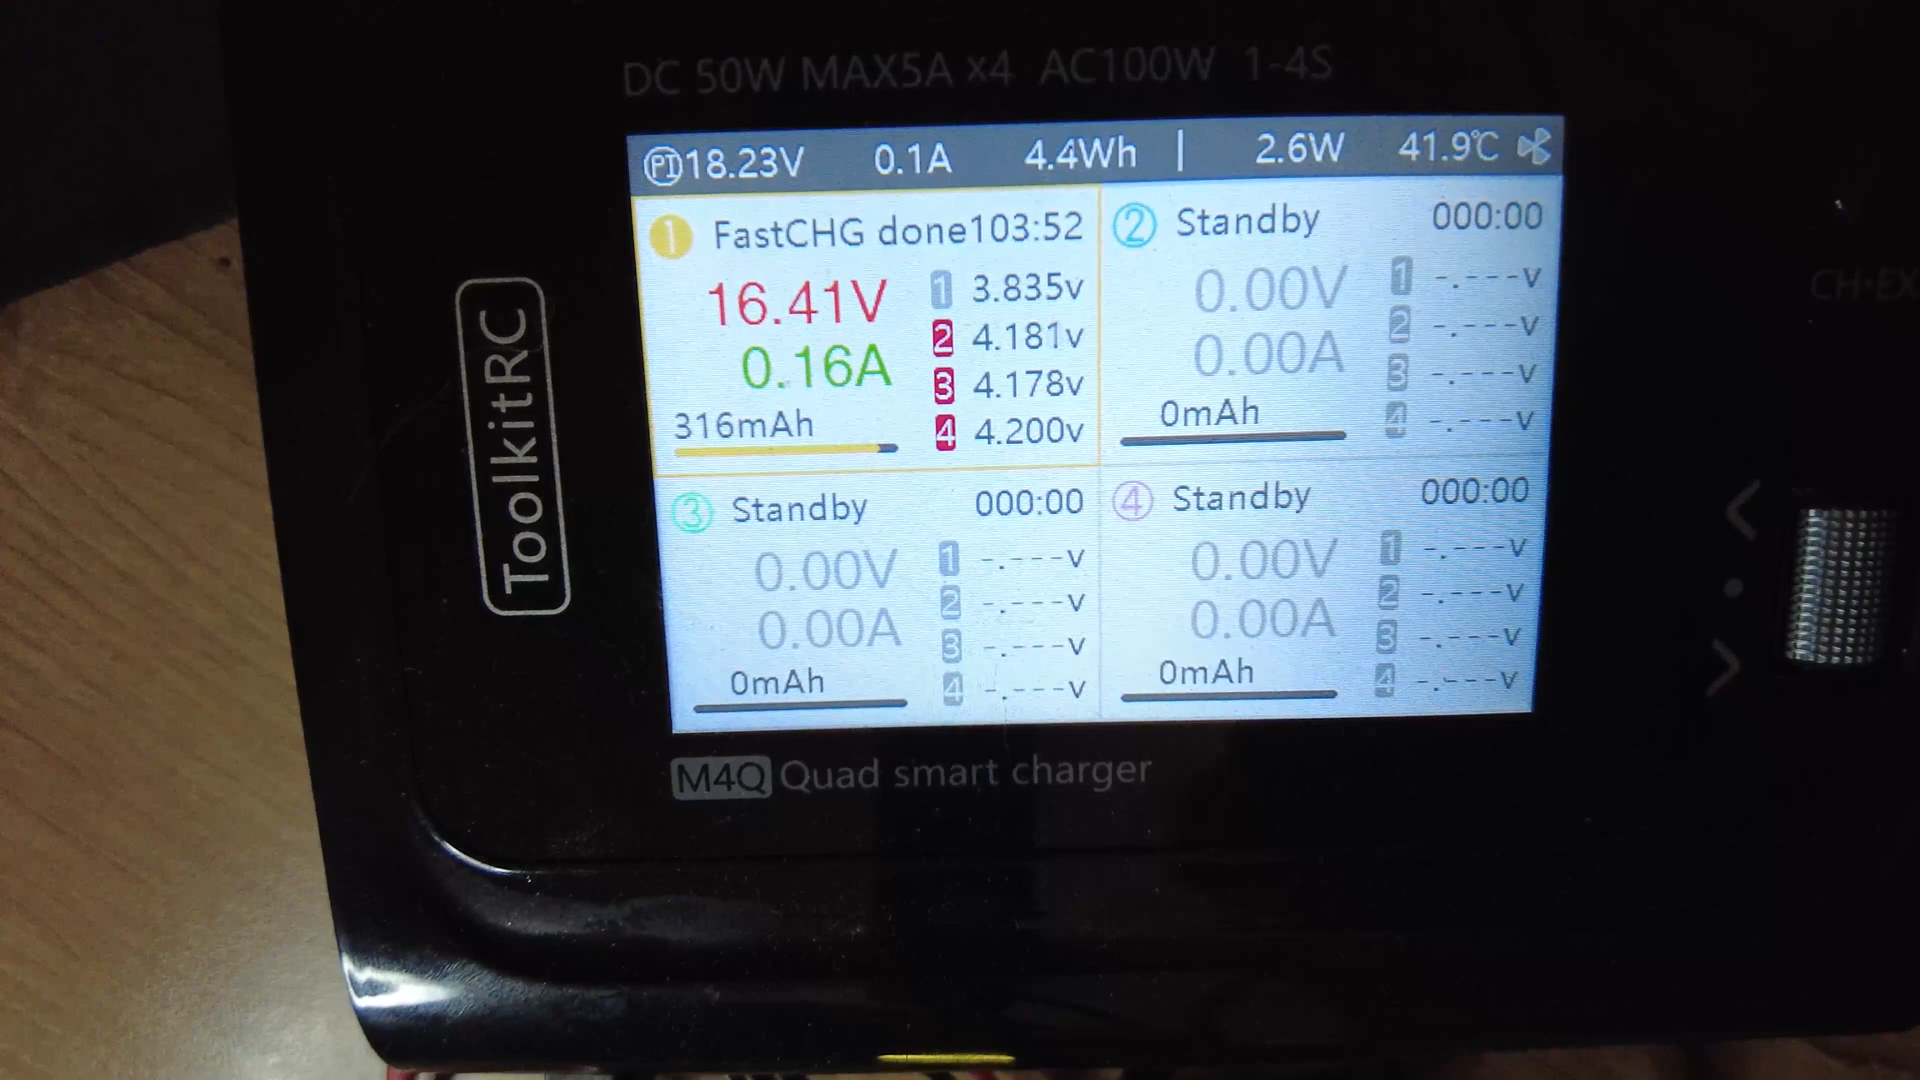 DC 50W MAX5A x4 AC100W 1-4S
PD18.23V 0.1A 4.4Wh | 2.6W 41.9℃
1 FastCHG done103:52
16.41V
0.16A
316mAh
1 3.835v
2 4.181v
3 4.178v
4 4.200v
2 Standby 000:00
0.00V
0.00A
0mAh
1 -.---v
2 -.---v
3 -.---v
4 -.---v
3 Standby 000:00
0.00V
0.00A
0mAh
1 -.---v
2 -.---v
3 -.---v
4 -.---v
4 Standby 000:00
0.00V
0.00A
0mAh
1 -.---v
2 -.---v
3 -.---v
4 -.---v
ToolkitRC
M4Q Quad smart charger